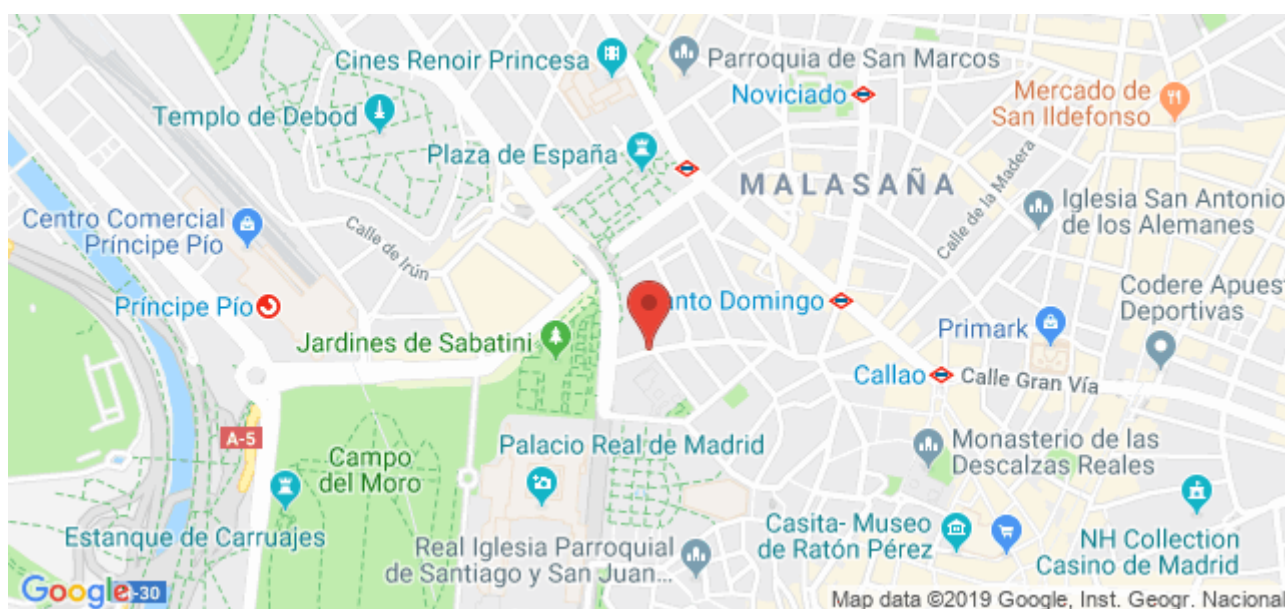 Cines Renoir Princesa
Parroquia de San Marcos
Noviciado
Mercado de
San Ildefonso
Templo de Debod
Plaza de España
MALASAÑA
Calle de la Madera
Iglesia San Antonio
de los Alemanes
Centro Comercial
Príncipe Pío
Calle de Irún
Príncipe Pío
anto Domingo
Codere Apuest
Deportivas
Jardines de Sabatini
Primark
Callao
Calle Gran Vía
A-5
Campo
del Moro
Palacio Real de Madrid
Monasterio de las
Descalzas Reales
Estanque de Carruajes
Real Iglesia Parroquial
de Santiago y San Juan...
Casita- Museo
de Ratón Pérez
NH Collection
Casino de Madrid
Google
-30
Map data ©2019 Google, Inst. Geogr. Nacional